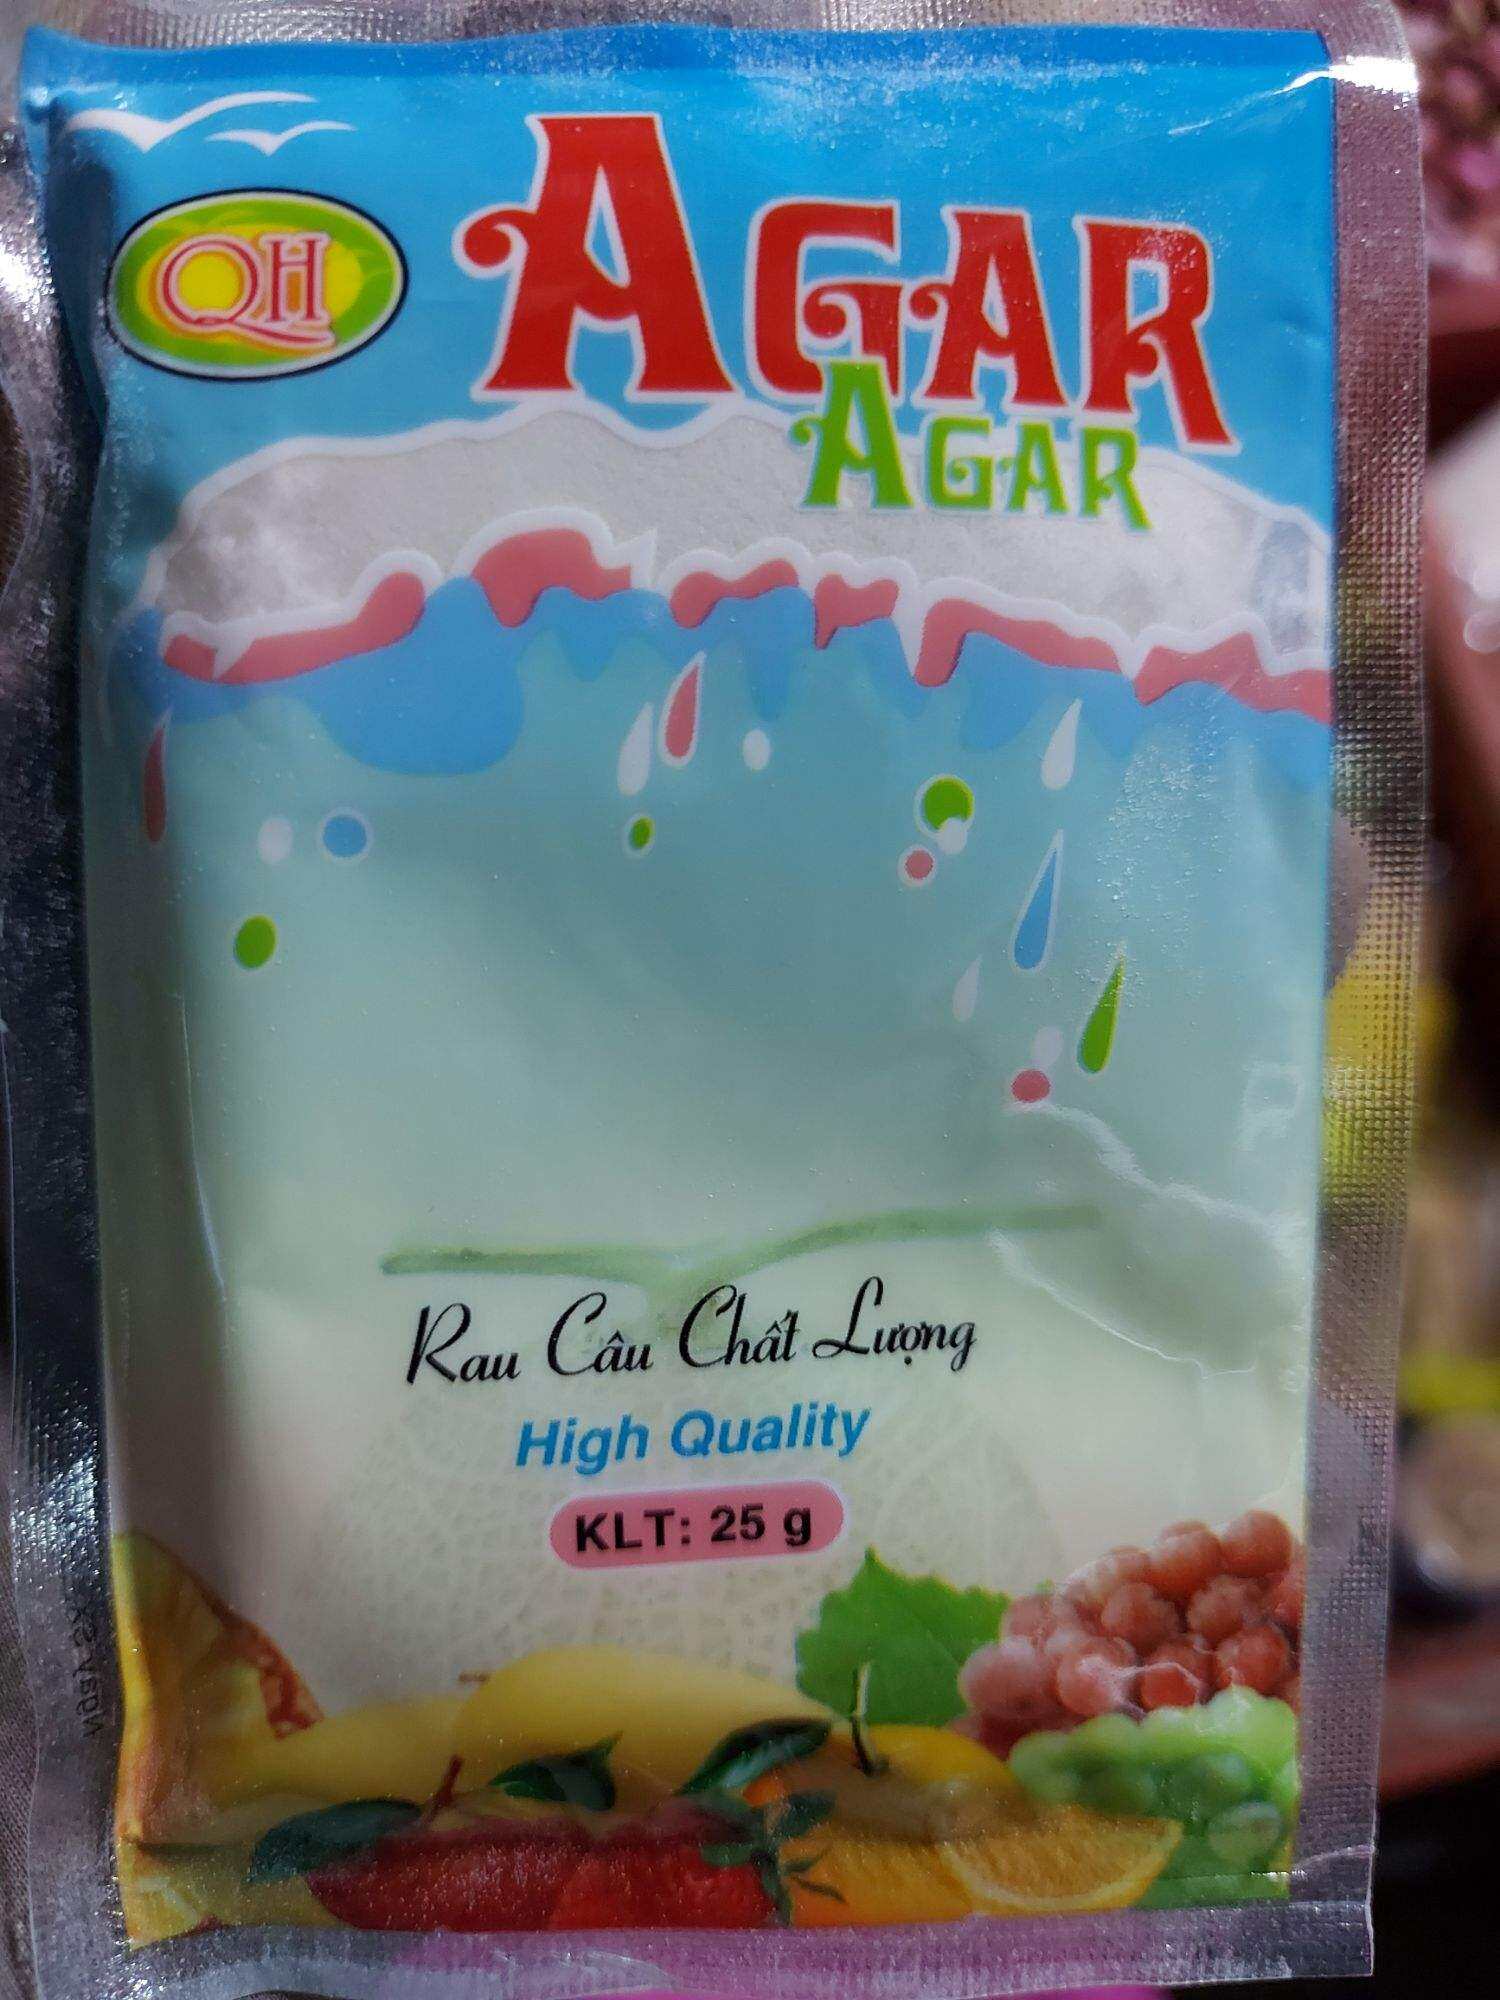 QH
AGAR
AGAR
Rau Câu Chất Lượng
High Quality
KLT: 25 g